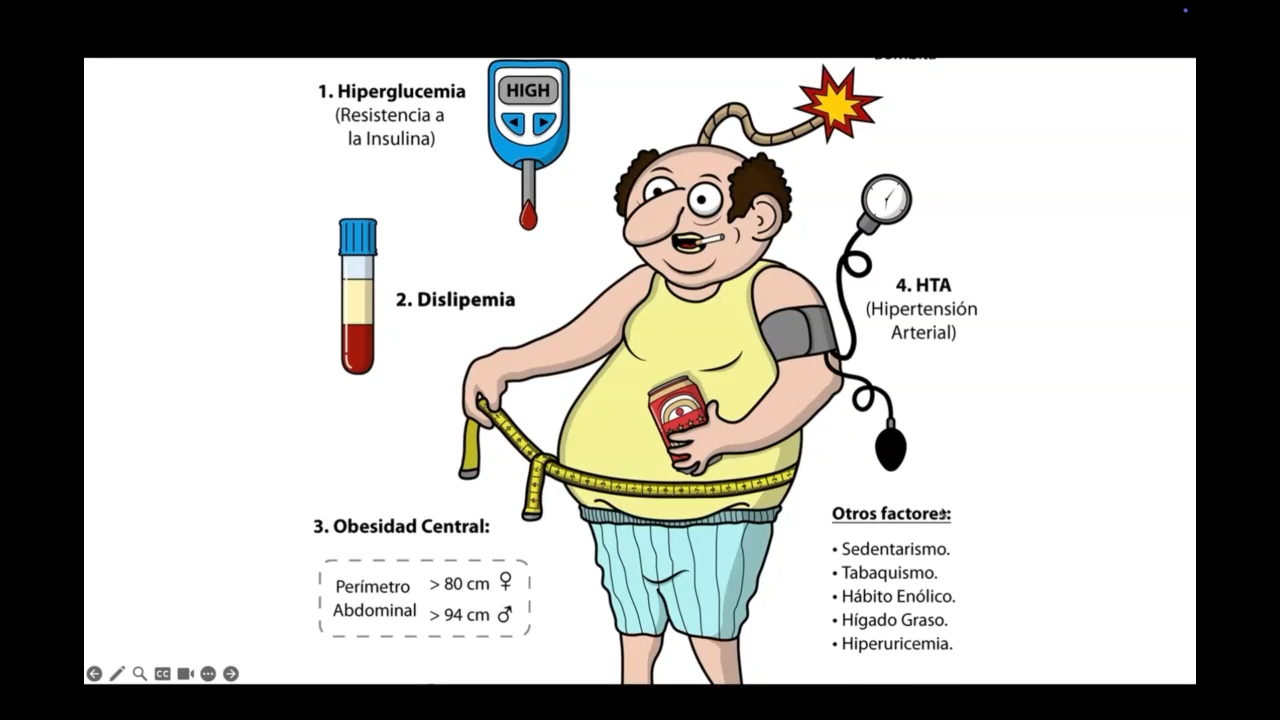 1. Hiperglucemia
(Resistencia a
la Insulina)
HIGH
2. Dislipemia
4. HTA
(Hipertensión
Arterial)
3. Obesidad Central:
Perímetro
Abdominal
> 80 cm ♀
> 94 cm ♂
Otros factores:
• Sedentarismo.
• Tabaquismo.
• Hábito Enólico.
• Hígado Graso.
• Hiperuricemia.
CC